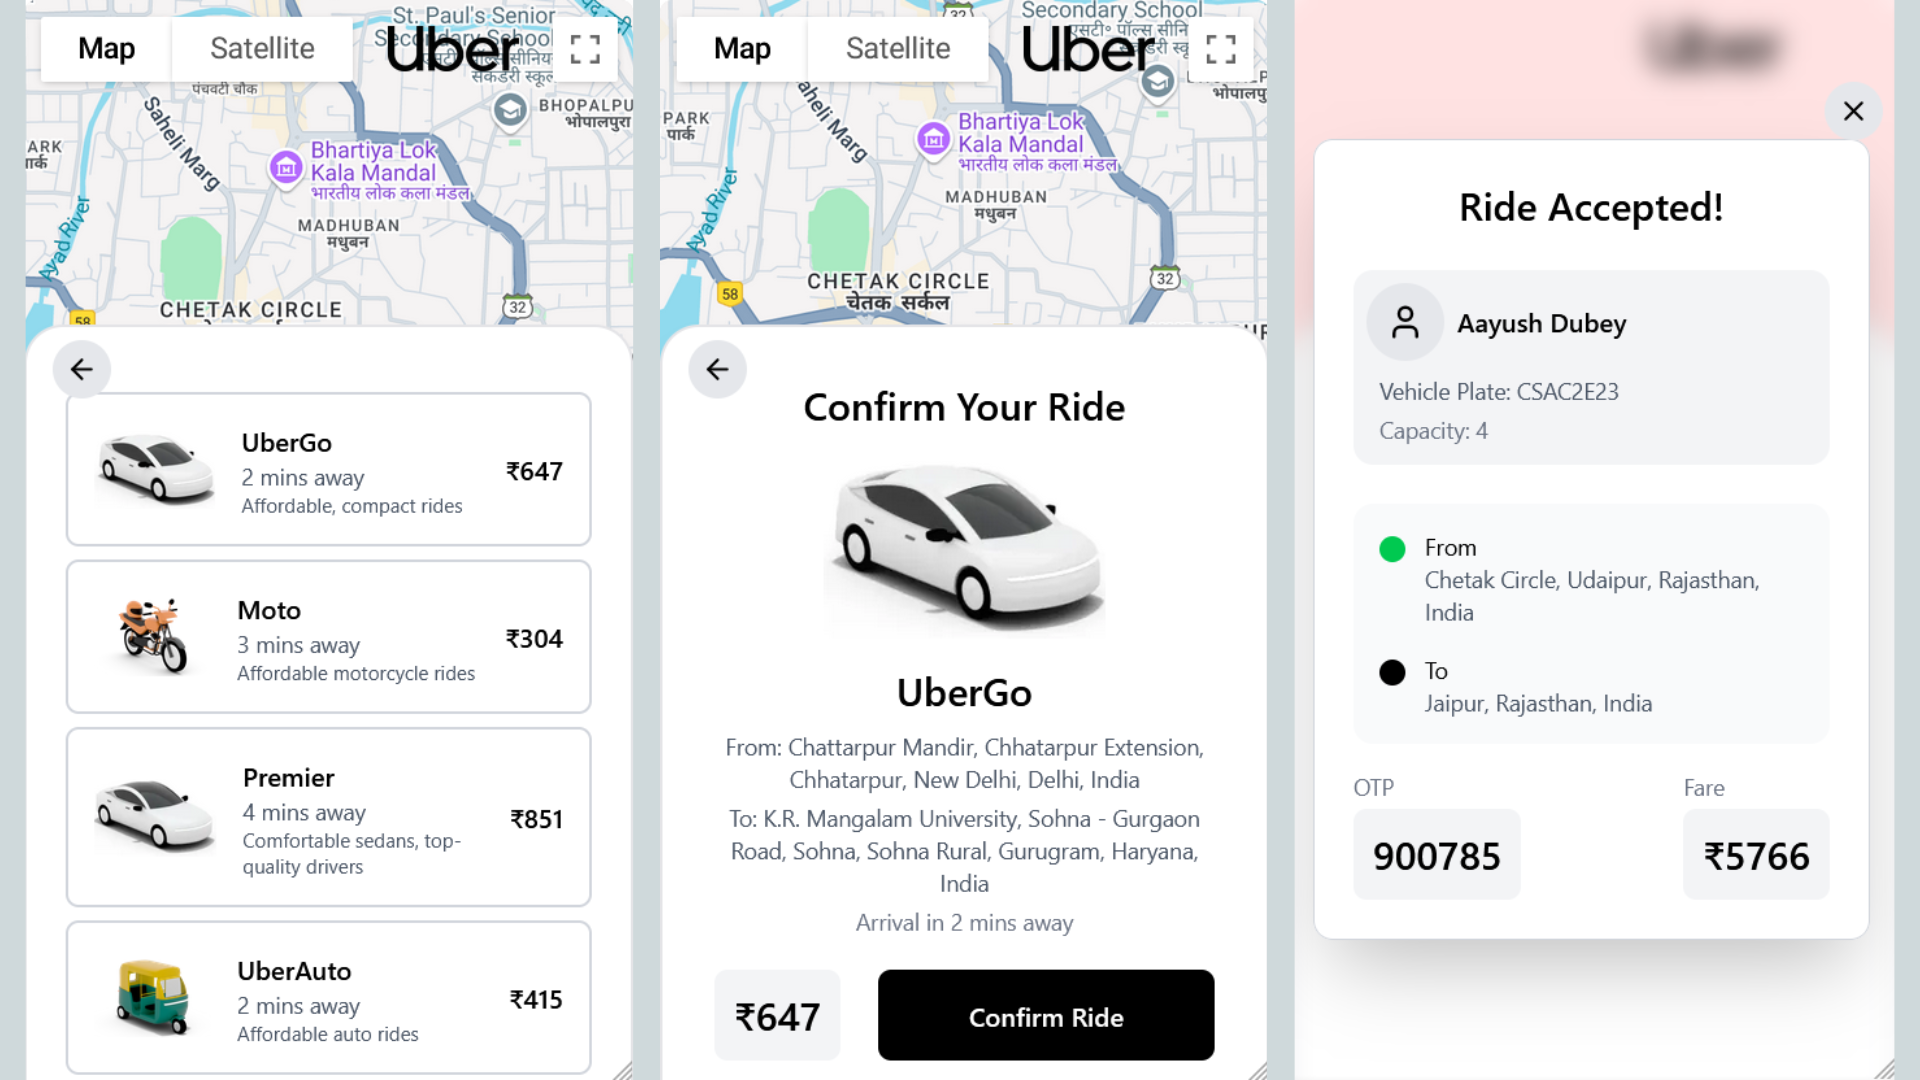 St. Paul's Senior
Map
Satellite
Uber
पंचवटी चौक
Saheli Marg
BHOPALPU
भोपालपुरा
ARK
Bhartiya Lok
Kala Mandal
भारतीय लोक कला मंडल
MADHUBAN
मधुबन
Ayad River
CHETAK CIRCLE
58
32
UberGo
2 mins away
Affordable, compact rides
₹647
Moto
3 mins away
Affordable motorcycle rides
₹304
Premier
4 mins away
Comfortable sedans, top-
quality drivers
₹851
UberAuto
2 mins away
Affordable auto rides
₹415
32
Secondary School
Map
Satellite
Uber
PARK
पार्क
aheli Marg
भोपालपु
Bhartiya Lok
Kala Mandal
भारतीय लोक कला मंडल
MADHUBAN
मधुबन
Ayad River
CHETAK CIRCLE
चेतक सर्कल
58
32
Confirm Your Ride
UberGo
From: Chattarpur Mandir, Chhatarpur Extension,
Chhatarpur, New Delhi, Delhi, India
To: K.R. Mangalam University, Sohna - Gurgaon
Road, Sohna, Sohna Rural, Gurugram, Haryana,
India
Arrival in 2 mins away
₹647
Confirm Ride
Uber
Ride Accepted!
Aayush Dubey
Vehicle Plate: CSAC2E23
Capacity: 4
From
Chetak Circle, Udaipur, Rajasthan,
India
To
Jaipur, Rajasthan, India
OTP
Fare
900785
₹5766